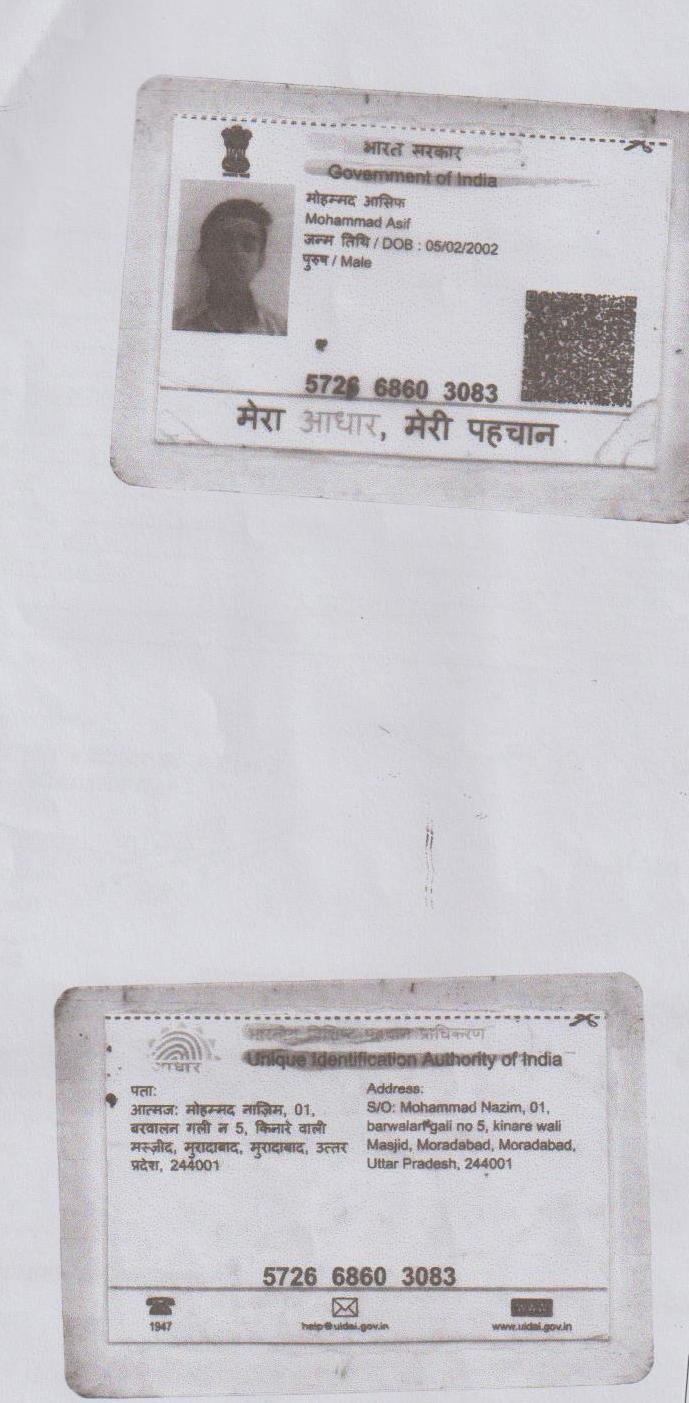 भारत सरकार
Government of India
मोहम्मद आसिफ
Mohammad Asif
जन्म तिथि / DOB : 05/02/2002
पुरुष / Male
5726 6860 3083
मेरा आधार, मेरी पहचान
भारतीय विशिष्ट पहचान प्राधिकरण
Unique Identification Authority of India
आधार
पता:
आत्मज: मोहम्मद नाज़िम, 01,
बरवालन गली न 5, किनारे वाली
मस्ज़ीद, मुरादाबाद, मुरादाबाद, उत्तर
प्रदेश, 244001
Address:
S/O: Mohammad Nazim, 01,
barwalan gali no 5, kinare wali
Masjid, Moradabad, Moradabad,
Uttar Pradesh, 244001
5726 6860 3083
1947
help@uidai.gov.in
www.uidai.gov.in